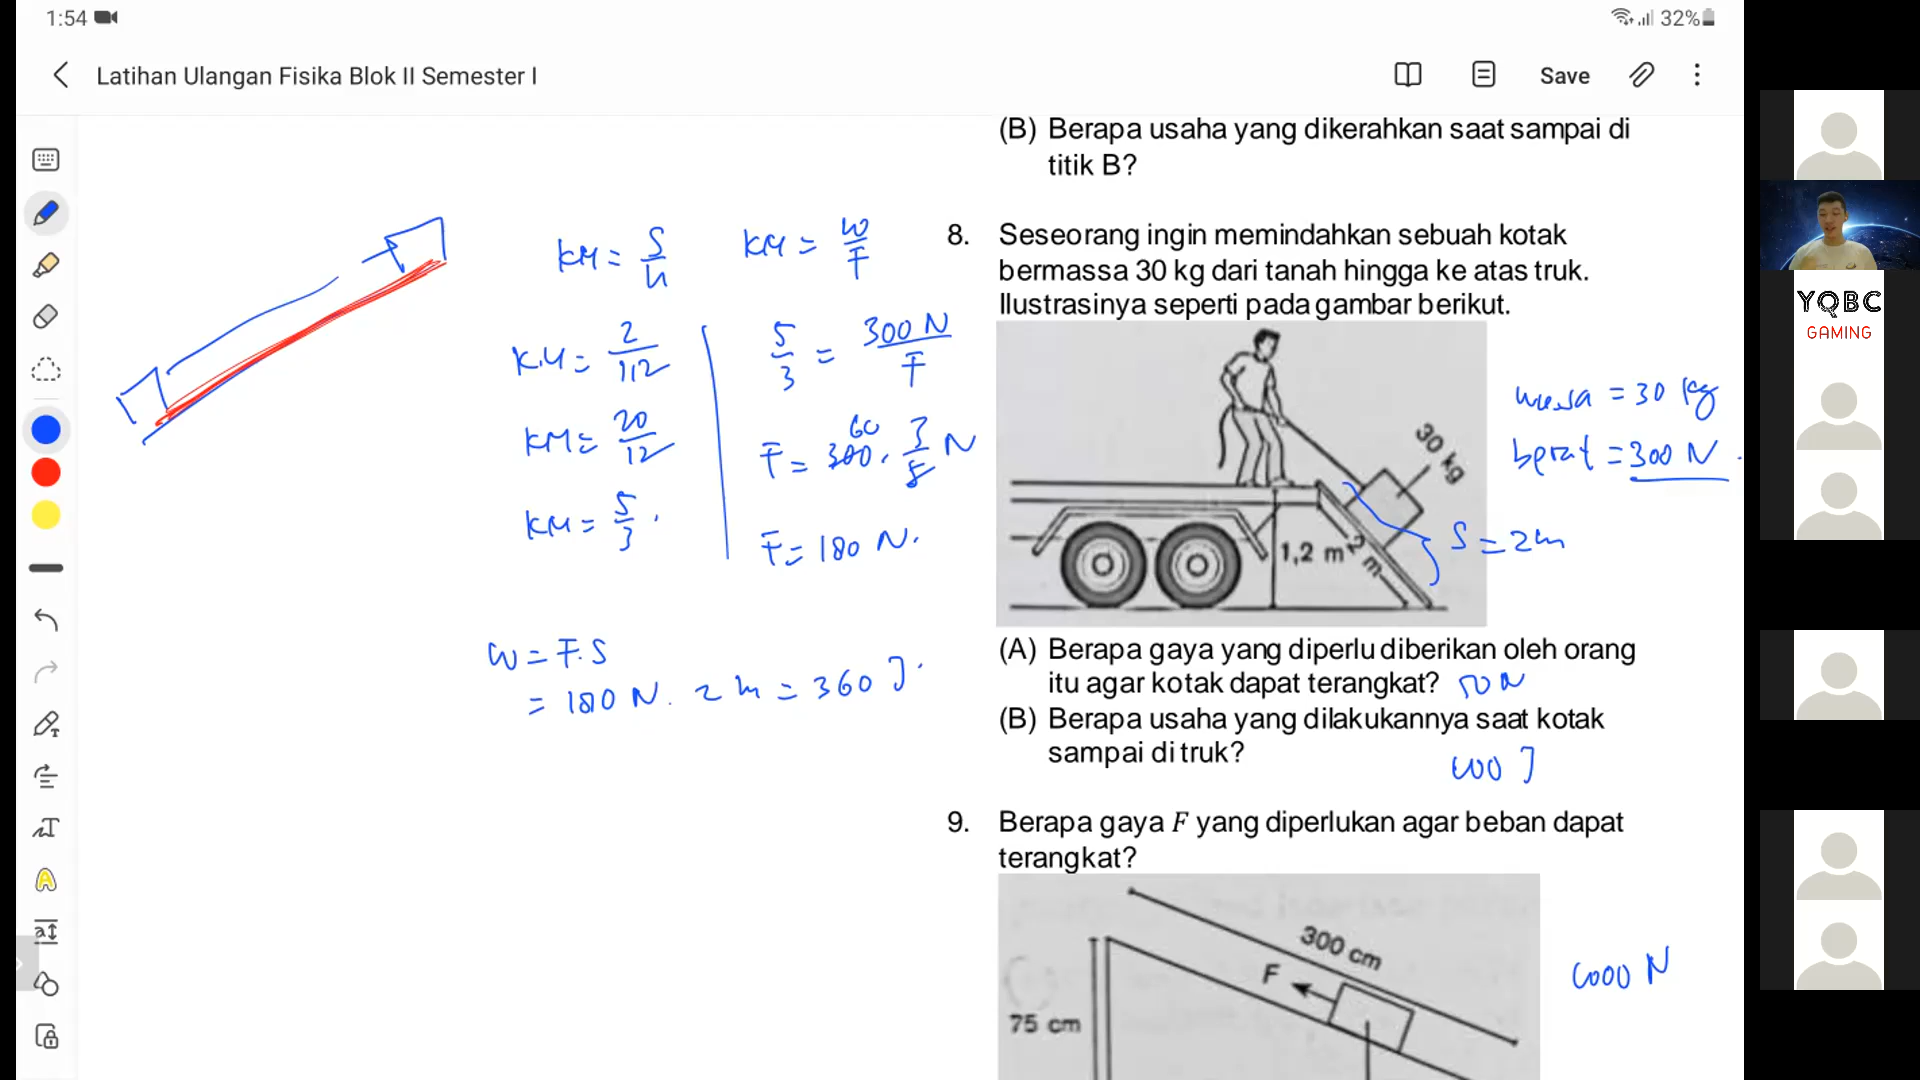 1:54
32%
Latihan Ulangan Fisika Blok II Semester I
Save
(B) Berapa usaha yang dikerahkan saat sampai di
titik B?
8. Seseorang ingin memindahkan sebuah kotak
bermassa 30 kg dari tanah hingga ke atas truk.
Ilustrasinya seperti pada gambar berikut.
30 kg
1,2 m
2 m
massa = 30 kg
berat = 300 N
S = 2m
KM = S/h
KM = w/F
KM = 2/1,2
KM = 20/12
KM = 5/3
5/3 = 300 N/F
F = 300 60 . 3/5 N
F = 180 N.
W = F.S
= 180 N. 2 m = 360 J.
(A) Berapa gaya yang diperlu diberikan oleh orang
itu agar kotak dapat terangkat?
(B) Berapa usaha yang dilakukannya saat kotak
sampai di truk?
9. Berapa gaya F yang diperlukan agar beban dapat
terangkat?
300 cm
F
75 cm
YQBC
GAMING